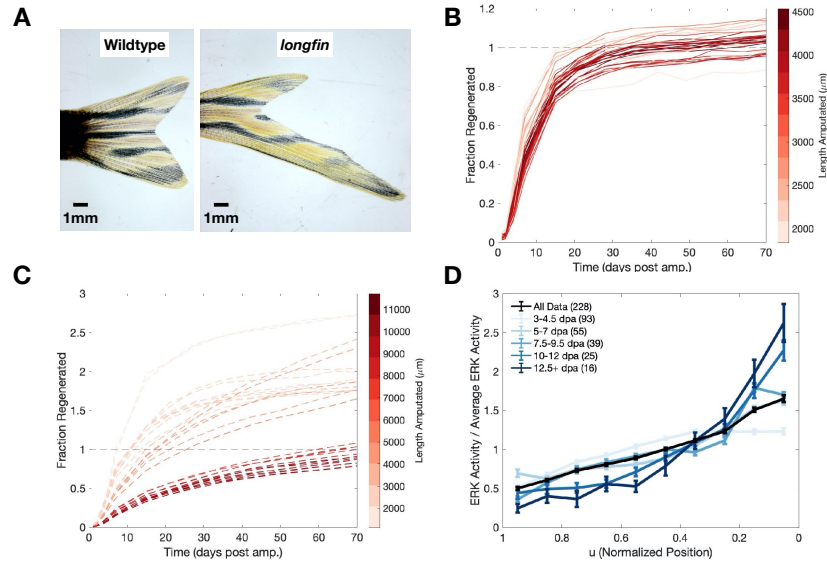 A
Wildtype
longfin
1mm
1mm
B
1.2
1
0.8
0.6
0.4
0.2
0
0 10 20 30 40 50 60 70
Fraction Regenerated
Time (days post amp.)
4500
4000
3500
3000
2500
2000
Length Amputated (μm)
C
3
2.5
2
1.5
1
0.5
0
0 10 20 30 40 50 60 70
Fraction Regenerated
Time (days post amp.)
11000
10000
9000
8000
7000
6000
5000
4000
3000
2000
Length Amputated (μm)
D
3
2.5
2
1.5
1
0.5
0
1 0.8 0.6 0.4 0.2 0
ERK Activity / Average ERK Activity
u (Normalized Position)
All Data (228)
3-4.5 dpa (93)
5-7 dpa (55)
7.5-9.5 dpa (39)
10-12 dpa (25)
12.5+ dpa (16)